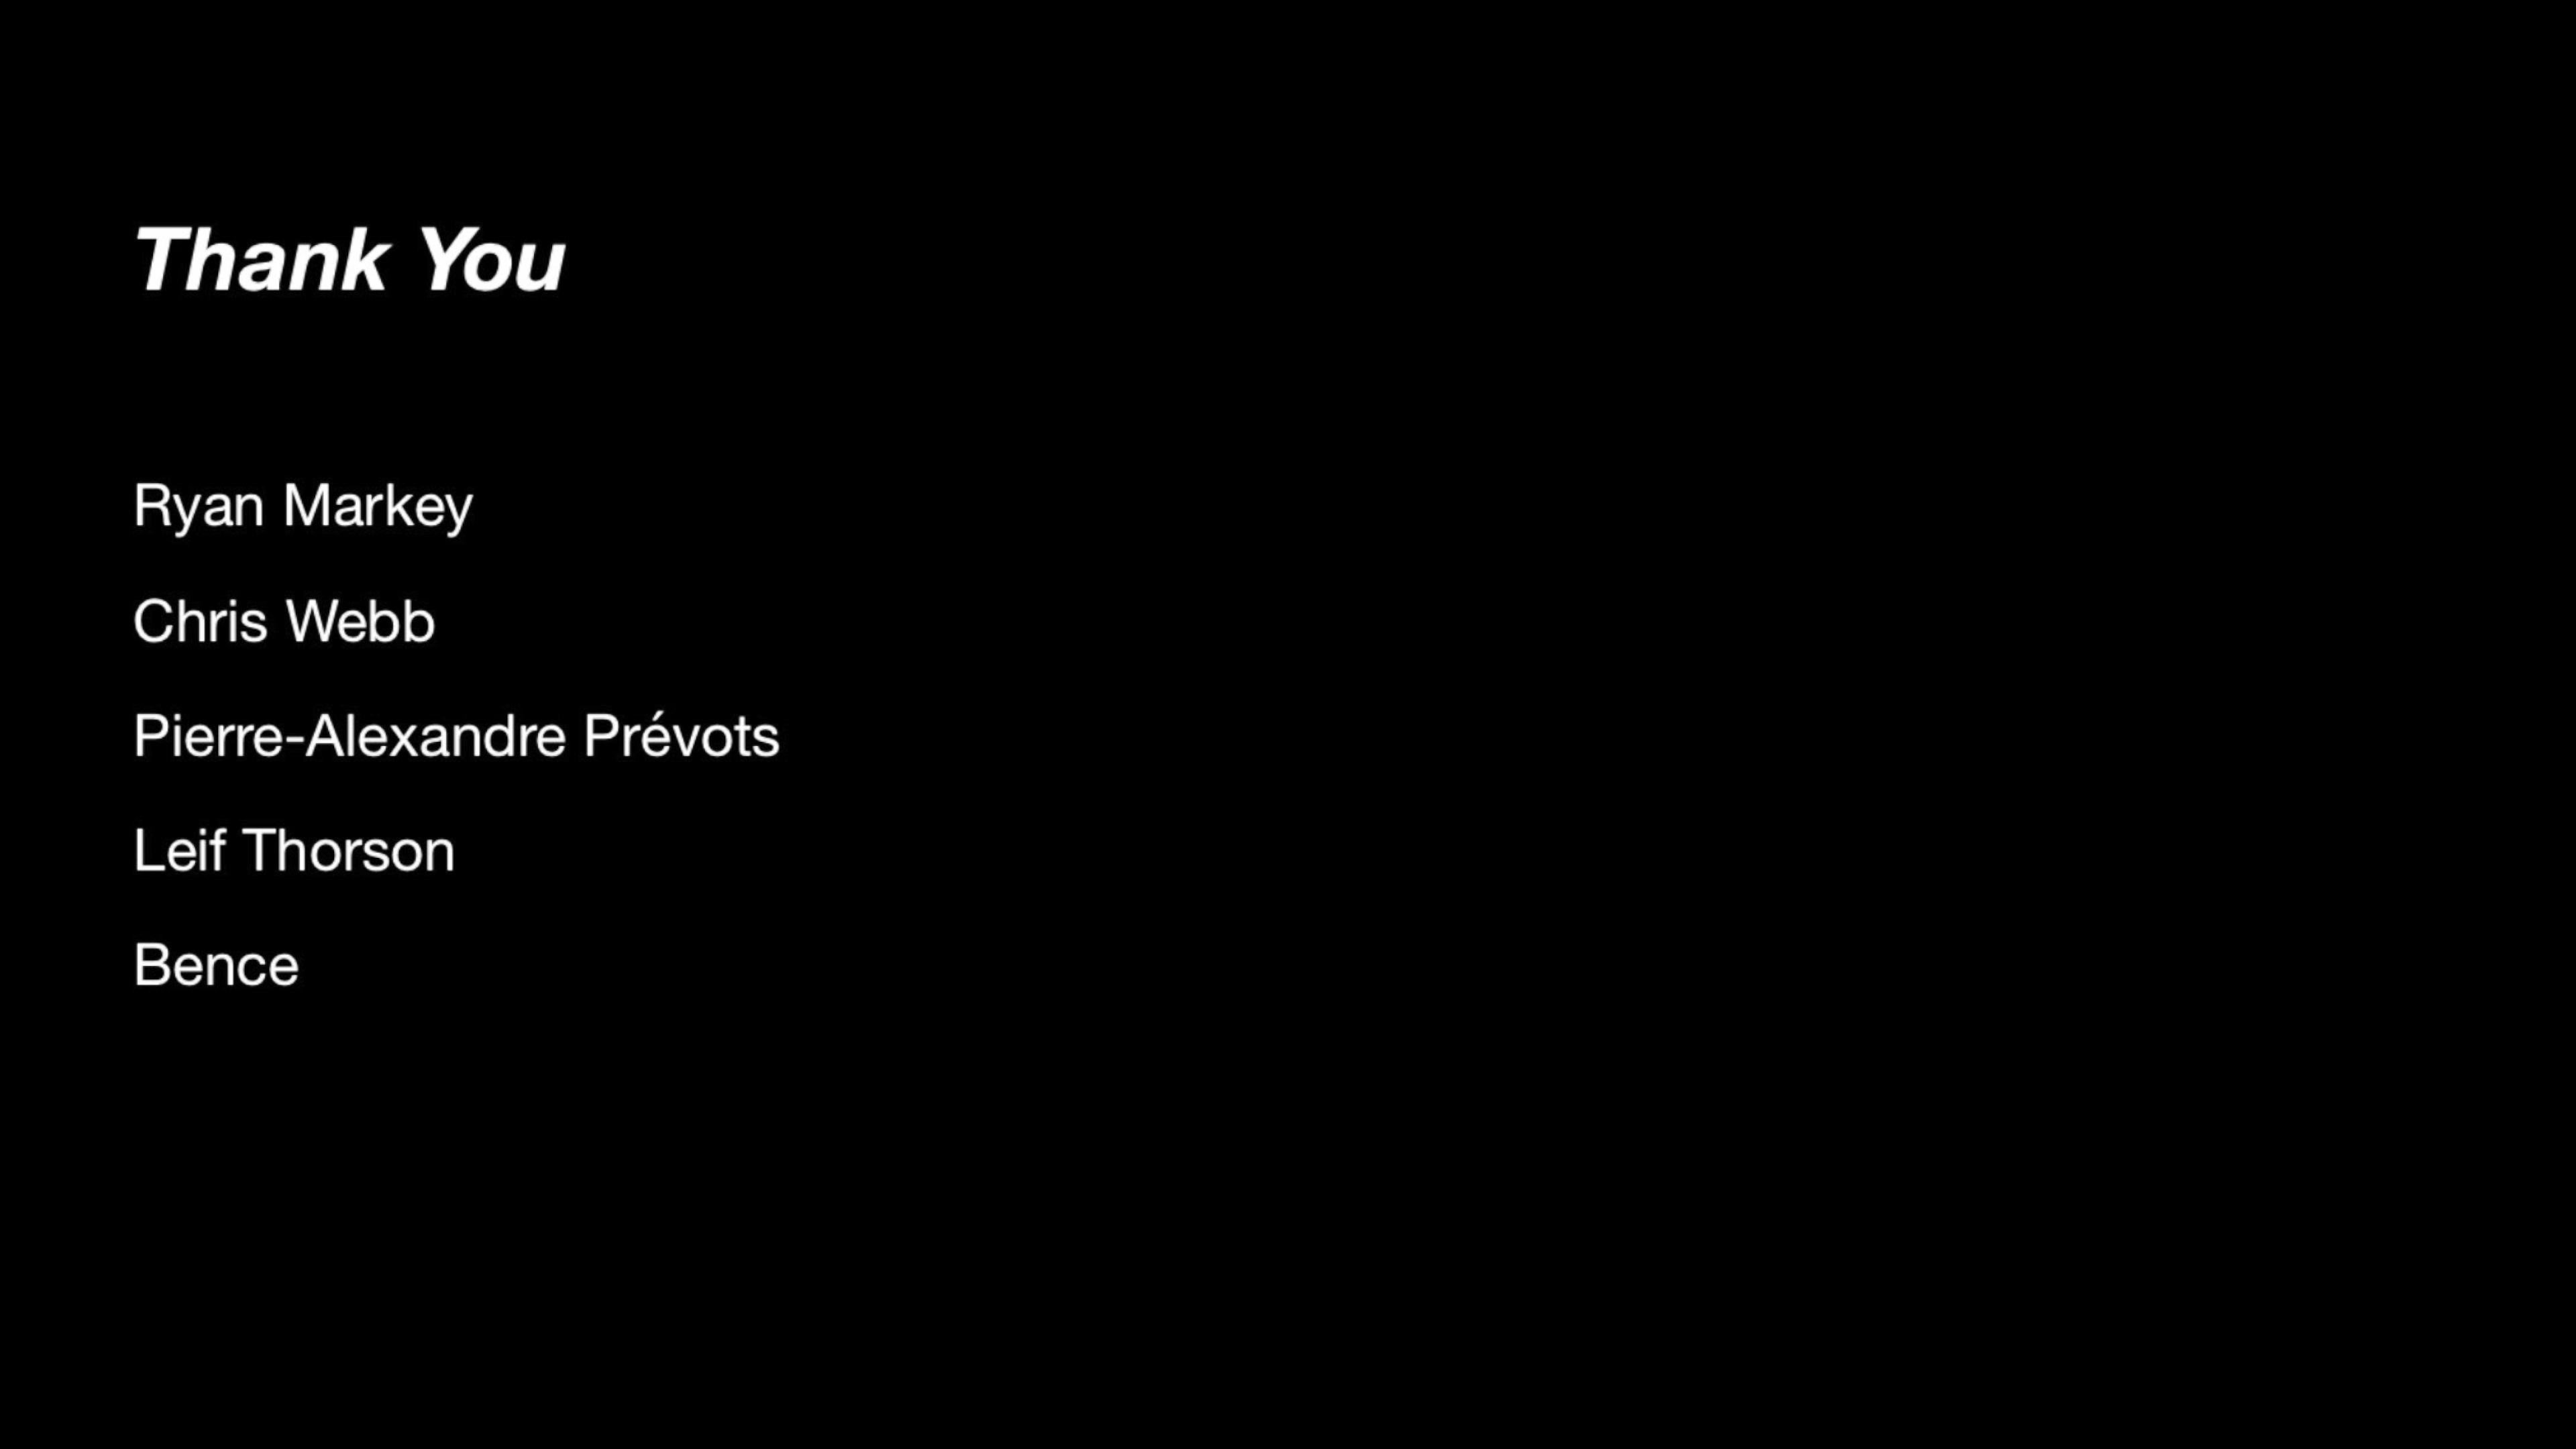 Thank You
Ryan Markey
Chris Webb
Pierre-Alexandre Prévots
Leif Thorson
Bence